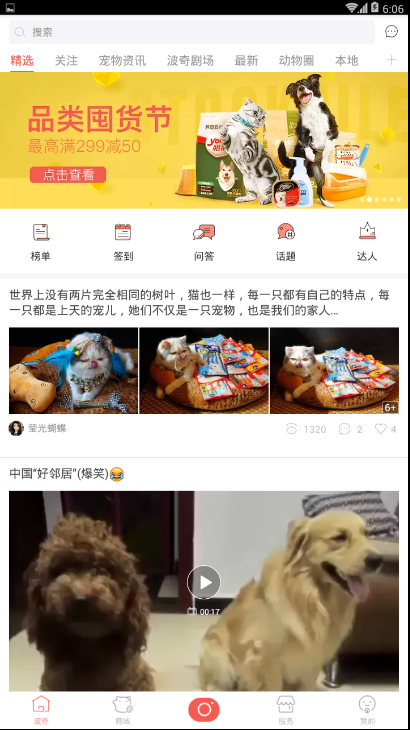 6:06
搜索
精选 关注 宠物资讯 波奇剧场 最新 动物圈 本地
品类囤货节
最高满299减50
点击查看
榜单 签到 问答 话题 达人
世界上没有两片完全相同的树叶，猫也一样，每一只都有自己的特点，每
一只都是上天的宠儿，她们不仅是一只宠物，也是我们的家人...
6+
莹光蝴蝶 1320 2 4
中国“好邻居”(爆笑)😂
00:17
波奇 商城 服务 我的